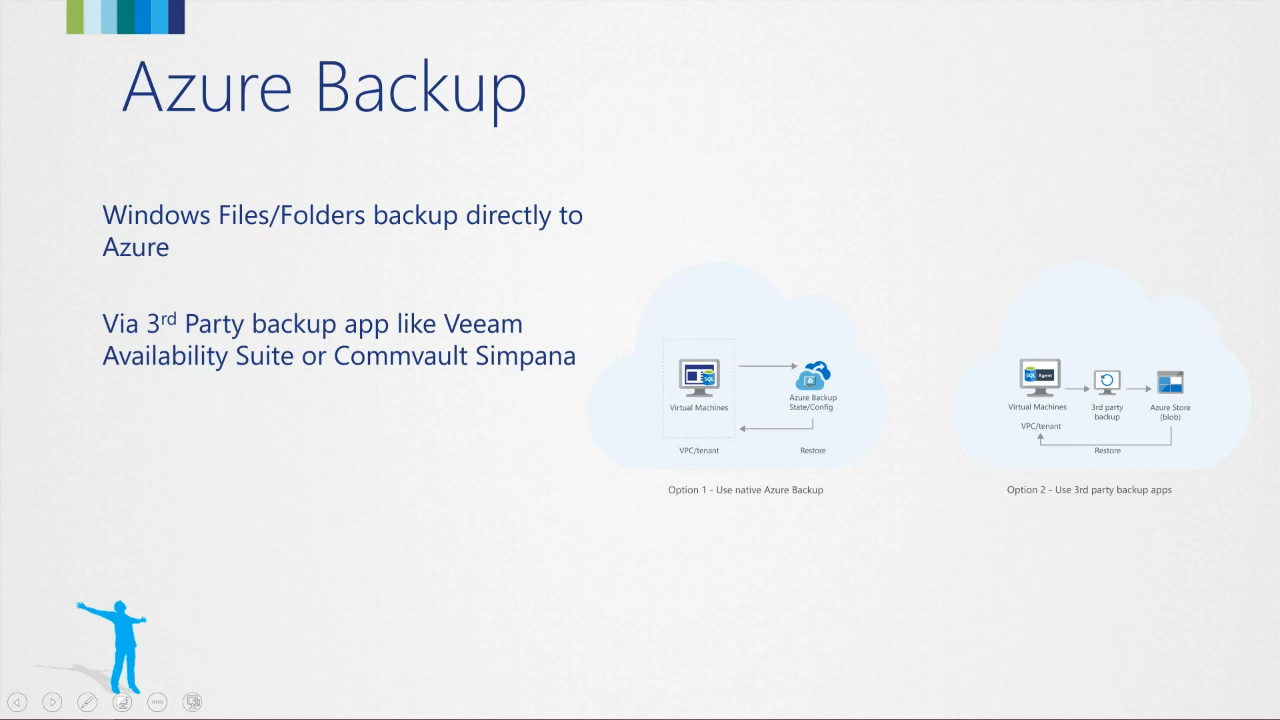 Azure Backup
Windows Files/Folders backup directly to
Azure
Via 3rd Party backup app like Veeam
Availability Suite or Commvault Simpana
SQL
Virtual Machines
Azure Backup
State/Config
VPC/tenant
Restore
Option 1 - Use native Azure Backup
SQL Agent
Virtual Machines
3rd party
backup
Azure Store
(blob)
VPC/tenant
Restore
Option 2 - Use 3rd party backup apps